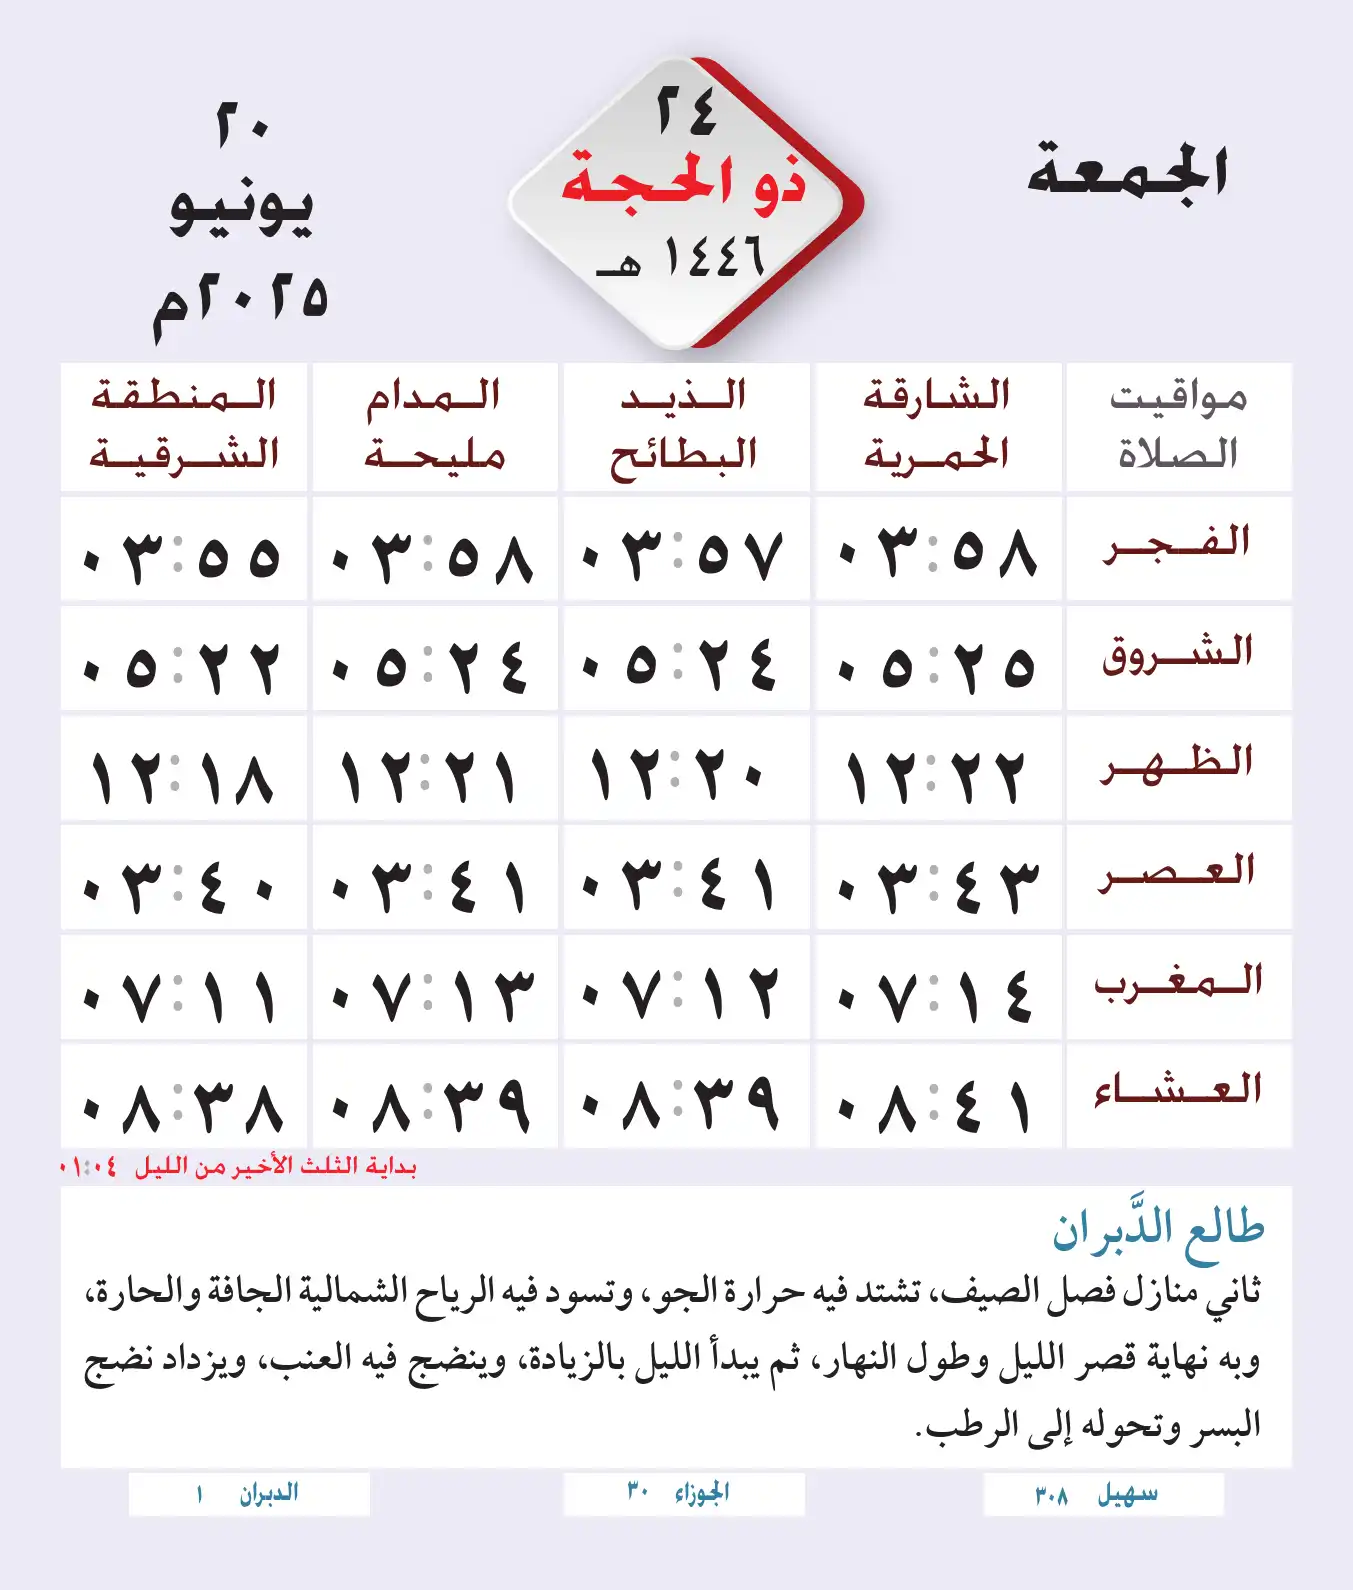 الجمعة
٢٤
ذو الحجة
١٤٤٦ هـ
٢٠
يونيو
٢٠٢٥م
مواقيت الصلاة
الشارقة الحمرية
الذيد البطائح
المدام مليحة
المنطقة الشرقية
الفجر ٠٣:٥٨ ٠٣:٥٧ ٠٣:٥٨ ٠٣:٥٥
الشروق ٠٥:٢٥ ٠٥:٢٤ ٠٥:٢٤ ٠٥:٢٢
الظهر ١٢:٢٢ ١٢:٢٠ ١٢:٢١ ١٢:١٨
العصر ٠٣:٤٣ ٠٣:٤١ ٠٣:٤١ ٠٣:٤٠
المغرب ٠٧:١٤ ٠٧:١٢ ٠٧:١٣ ٠٧:١١
العشاء ٠٨:٤١ ٠٨:٣٩ ٠٨:٣٩ ٠٨:٣٨
بداية الثلث الأخير من الليل ٠١:٠٤
طالع الدَّبران
ثاني منازل فصل الصيف، تشتد فيه حرارة الجو، وتسود فيه الرياح الشمالية الجافة والحارة،
وبه نهاية قصر الليل وطول النهار، ثم يبدأ الليل بالزيادة، وينضج فيه العنب، ويزداد نضج
البسر وتحوله إلى الرطب.
سهيل ٣٠٨
الجوزاء ٣٠
الدبران ١